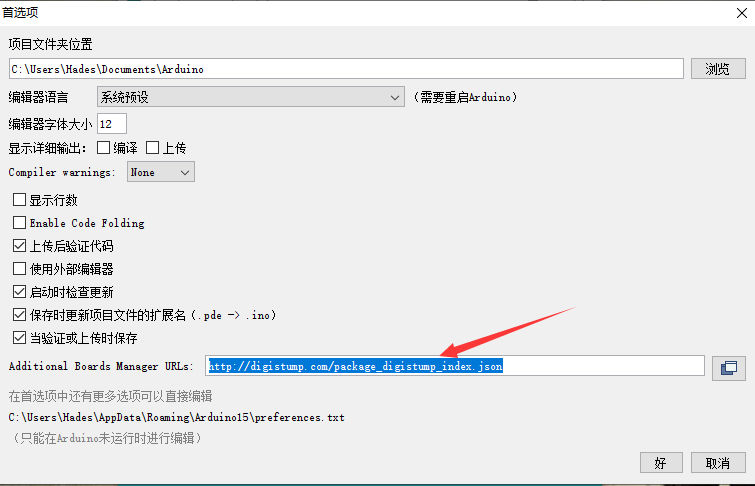 首选项
项目文件夹位置
C:\Users\Hades\Documents\Arduino 浏览
编辑器语言 系统预设 (需要重启Arduino)
编辑器字体大小 12
显示详细输出: 编译 上传
Compiler warnings: None
显示行数
Enable Code Folding
上传后验证代码
使用外部编辑器
启动时检查更新
保存时更新项目文件的扩展名(.pde -> .ino)
当验证或上传时保存
Additional Boards Manager URLs: http://digistump.com/package_digistump_index.json
在首选项中还有更多选项可以直接编辑
C:\Users\Hades\AppData\Roaming\Arduino15\preferences.txt
(只能在Arduino未运行时进行编辑)
好 取消